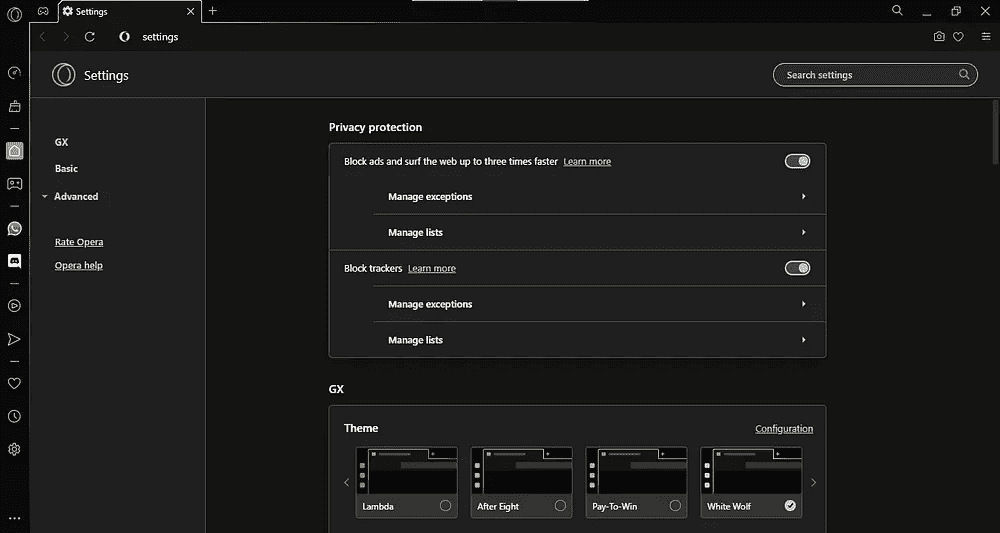 Settings
settings
Settings
Search settings
GX
Basic
Advanced
Rate Opera
Opera help
Privacy protection
Block ads and surf the web up to three times faster Learn more
Manage exceptions
Manage lists
Block trackers Learn more
Manage exceptions
Manage lists
GX
Theme Configuration
Lambda After Eight Pay-To-Win White Wolf